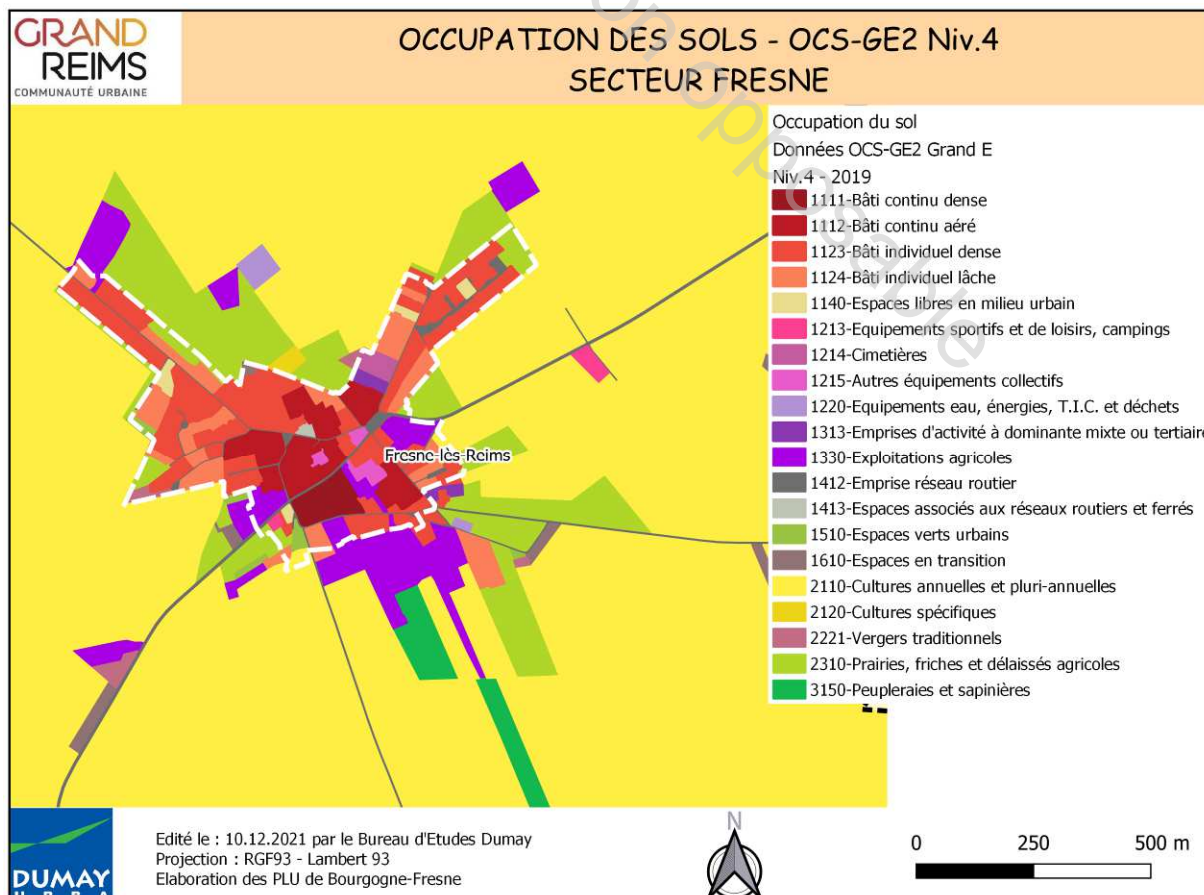 GRAND
REIMS
COMMUNAUTÉ URBAINE
OCCUPATION DES SOLS - OCS-GE2 Niv.4
SECTEUR FRESNE
on opposable
Occupation du sol
Données OCS-GE2 Grand E
Niv.4 - 2019
1111-Bâti continu dense
1112-Bâti continu aéré
1123-Bâti individuel dense
1124-Bâti individuel lâche
1140-Espaces libres en milieu urbain
1213-Equipements sportifs et de loisirs, campings
1214-Cimetières
1215-Autres équipements collectifs
1220-Equipements eau, énergies, T.I.C. et déchets
1313-Emprises d'activité à dominante mixte ou tertiaire
1330-Exploitations agricoles
1412-Emprise réseau routier
1413-Espaces associés aux réseaux routiers et ferrés
1510-Espaces verts urbains
1610-Espaces en transition
2110-Cultures annuelles et pluri-annuelles
2120-Cultures spécifiques
2221-Vergers traditionnels
2310-Prairies, friches et délaissés agricoles
3150-Peupleraies et sapinières
Fresne-lès-Reims
DUMAY
Edité le : 10.12.2021 par le Bureau d'Etudes Dumay
Projection : RGF93 - Lambert 93
Elaboration des PLU de Bourgogne-Fresne
N
0 250 500 m